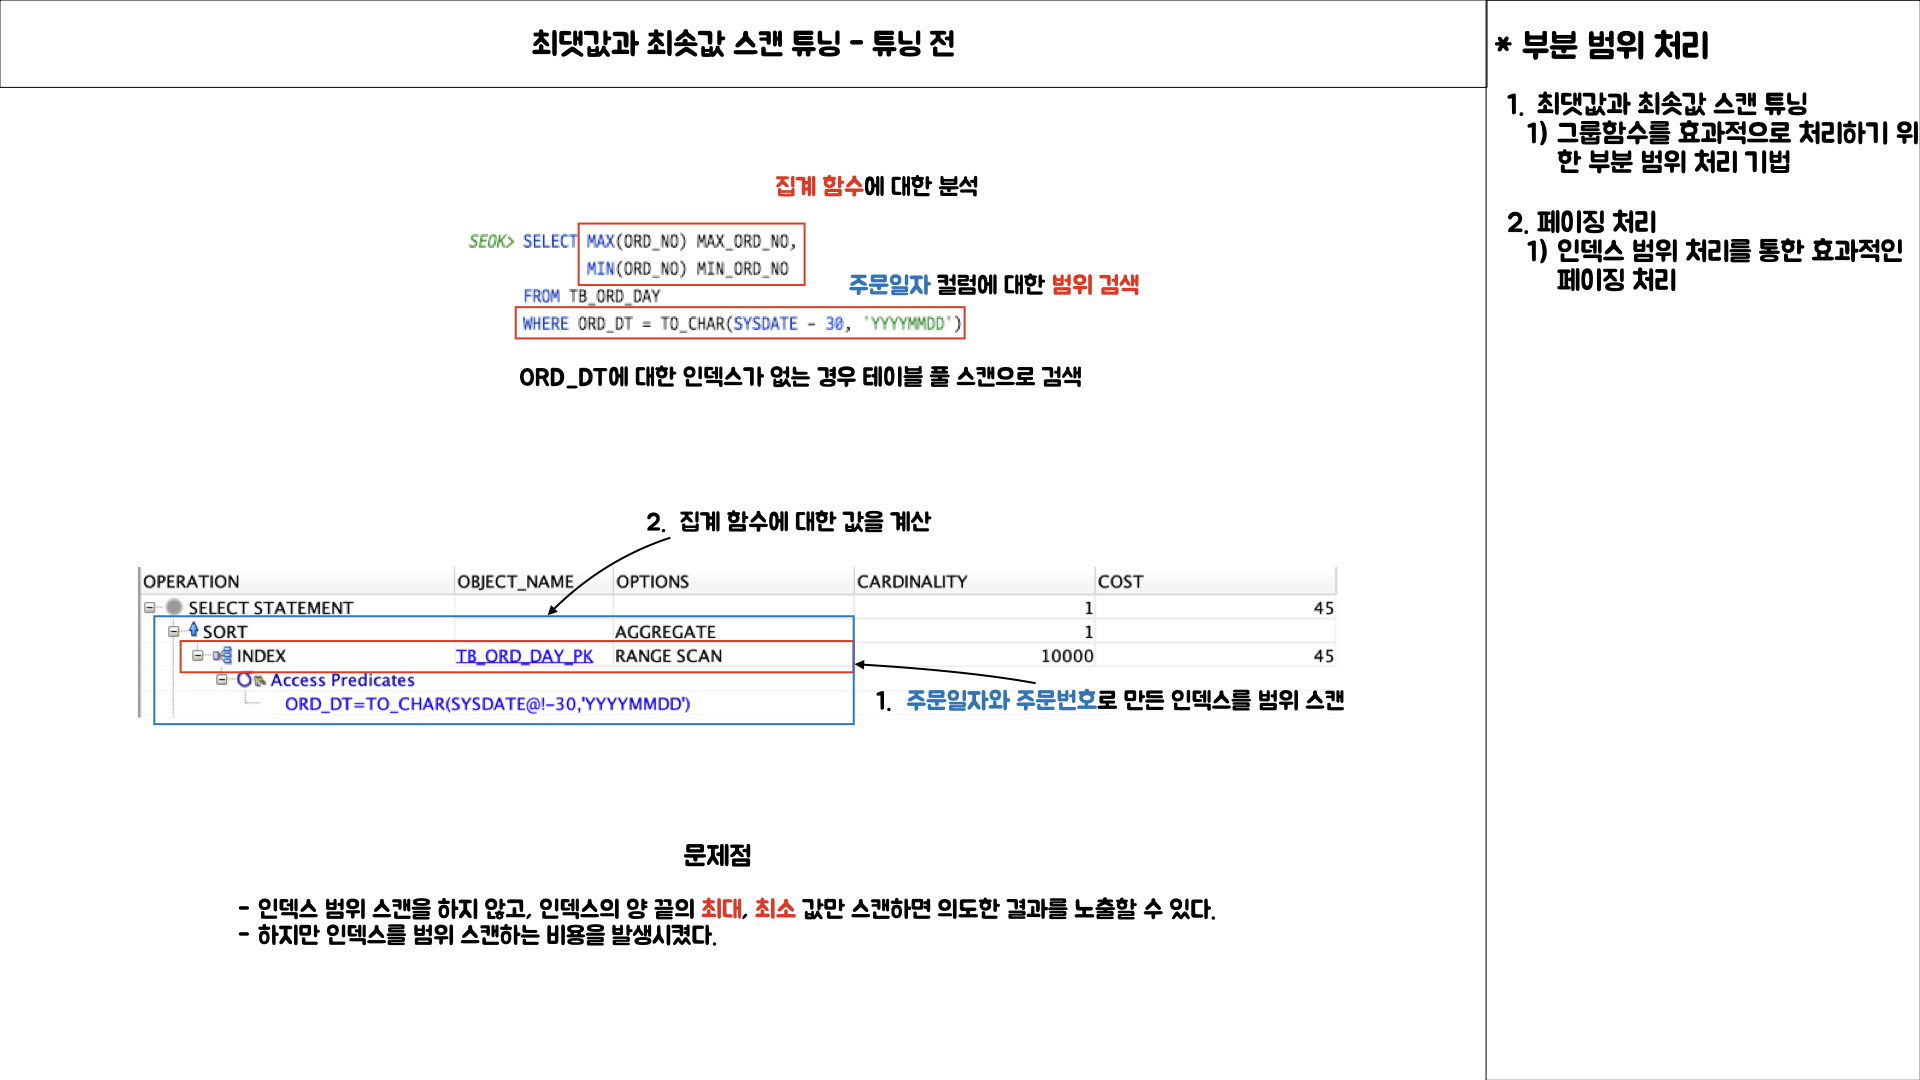 최댓값과 최솟값 스캔 튜닝 - 튜닝 전
집계 함수에 대한 분석
SEOK> SELECT MAX(ORD_NO) MAX_ORD_NO,
MIN(ORD_NO) MIN_ORD_NO
주문일자 컬럼에 대한 범위 검색
FROM TB_ORD_DAY
WHERE ORD_DT = TO_CHAR(SYSDATE - 30, 'YYYYMMDD')
ORD_DT에 대한 인덱스가 없는 경우 테이블 풀 스캔으로 검색
2. 집계 함수에 대한 값을 계산
OPERATION OBJECT_NAME OPTIONS CARDINALITY COST
SELECT STATEMENT 1 45
SORT AGGREGATE 1
INDEX TB_ORD_DAY_PK RANGE SCAN 10000 45
Access Predicates
ORD_DT=TO_CHAR(SYSDATE@!-30,'YYYYMMDD')
1. 주문일자와 주문번호로 만든 인덱스를 범위 스캔
문제점
- 인덱스 범위 스캔을 하지 않고, 인덱스의 양 끝의 최대, 최소 값만 스캔하면 의도한 결과를 노출할 수 있다.
- 하지만 인덱스를 범위 스캔하는 비용을 발생시켰다.
* 부분 범위 처리
1. 최댓값과 최솟값 스캔 튜닝
1) 그룹함수를 효과적으로 처리하기 위
한 부분 범위 처리 기법
2. 페이징 처리
1) 인덱스 범위 처리를 통한 효과적인
페이징 처리